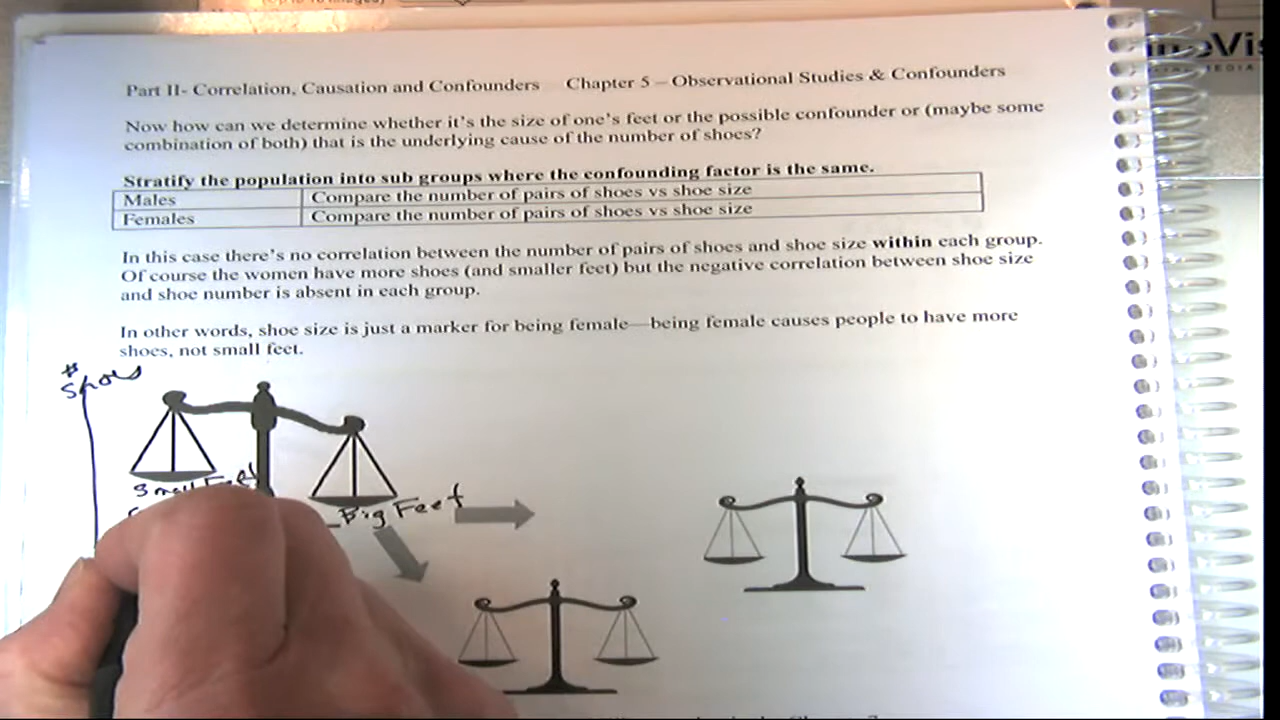 Part II- Correlation, Causation and Confounders Chapter 5 – Observational Studies & Confounders
Now how can we determine whether it's the size of one's feet or the possible confounder or (maybe some
combination of both) that is the underlying cause of the number of shoes?
Stratify the population into sub groups where the confounding factor is the same.
Males Compare the number of pairs of shoes vs shoe size
Females Compare the number of pairs of shoes vs shoe size
In this case there's no correlation between the number of pairs of shoes and shoe size within each group.
Of course the women have more shoes (and smaller feet) but the negative correlation between shoe size
and shoe number is absent in each group.
In other words, shoe size is just a marker for being female—being female causes people to have more
shoes, not small feet.
#
Shoes
Small Feet
Big Feet